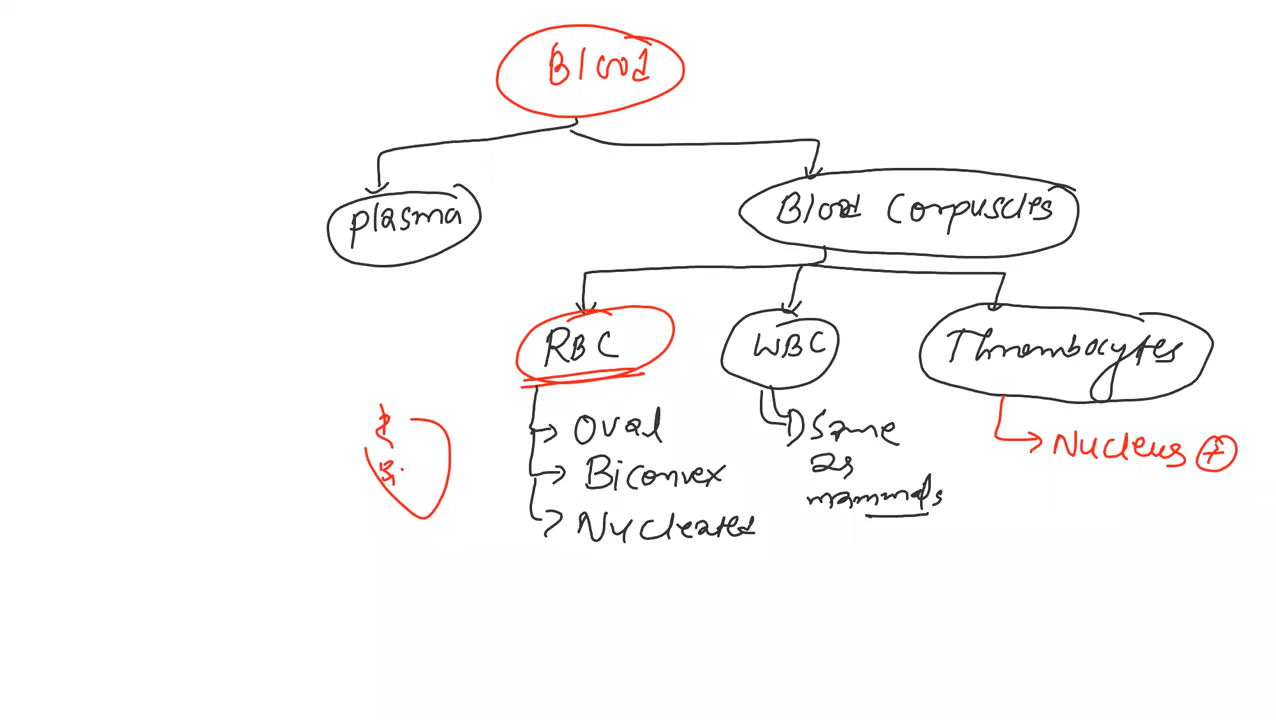 Blood
plasma
Blood Corpuscles
RBC
WBC
Thrombocytes
Oval
Biconvex
Nucleated
Same
as
mammals
Nucleus +